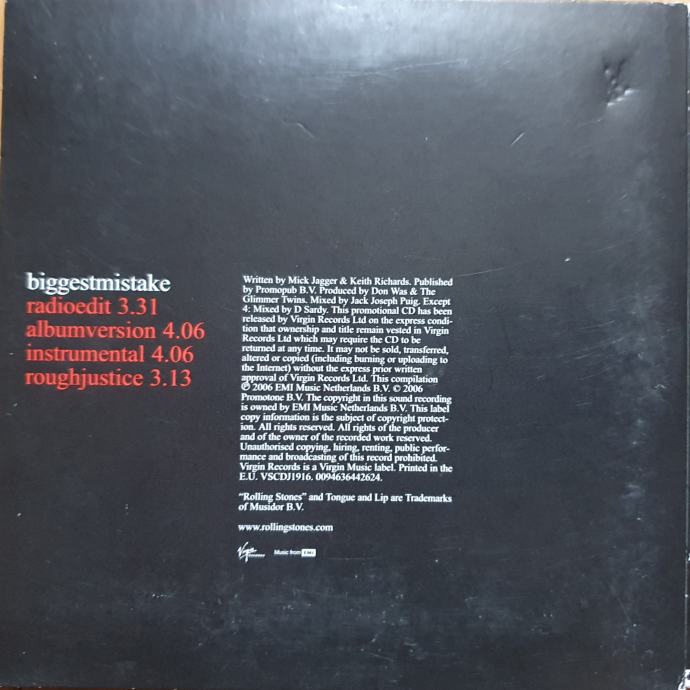 biggestmistake
radioedit 3.31
albumversion 4.06
instrumental 4.06
roughjustice 3.13
Written by Mick Jagger & Keith Richards. Published
by Promopub B.V. Produced by Don Was & The
Glimmer Twins. Mixed by Jack Joseph Puig. Except
4: Mixed by D Sardy. This promotional CD has been
released by Virgin Records Ltd on the express condi-
tion that ownership and title remain vested in Virgin
Records Ltd which may require the CD to be
returned at any time. It may not be sold, transferred,
altered or copied (including burning or uploading to
the Internet) without the express prior written
approval of Virgin Records Ltd. This compilation
℗ 2006 EMI Music Netherlands B.V. © 2006
Promotone B.V. The copyright in this sound recording
is owned by EMI Music Netherlands B.V. This label
copy information is the subject of copyright protect-
ion. All rights reserved. All rights of the producer
and of the owner of the recorded work reserved.
Unauthorised copying, hiring, renting, public perfor-
mance and broadcasting of this record prohibited.
Virgin Records is a Virgin Music label. Printed in the
E.U. VSCDJ1916. 0094636442624.
“Rolling Stones” and Tongue and Lip are Trademarks
of Musidor B.V.
www.rollingstones.com
Virgin RECORDS Music from EMI